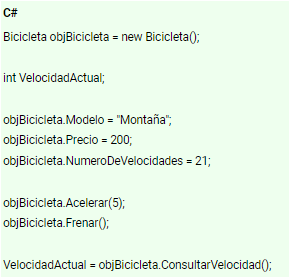 C#
Bicicleta objBicicleta = new Bicicleta();
int VelocidadActual;
objBicicleta.Modelo = "Montaña";
objBicicleta.Precio = 200;
objBicicleta.NumeroDeVelocidades = 21;
objBicicleta.Acelerar(5);
objBicicleta.Frenar();
VelocidadActual = objBicicleta.ConsultarVelocidad();